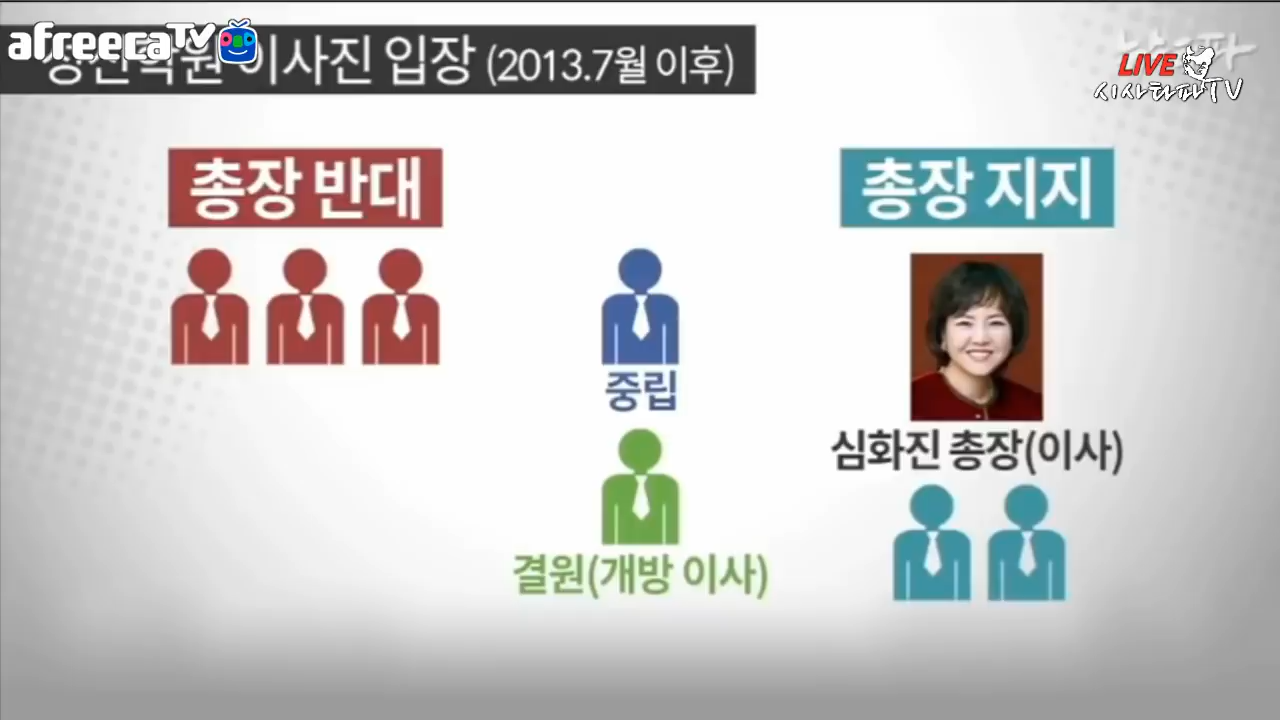 afreecaTV
이사진 입장 (2013.7월 이후)
LIVE
시사타파TV
총장 반대
총장 지지
중립
심화진 총장(이사)
결원(개방 이사)